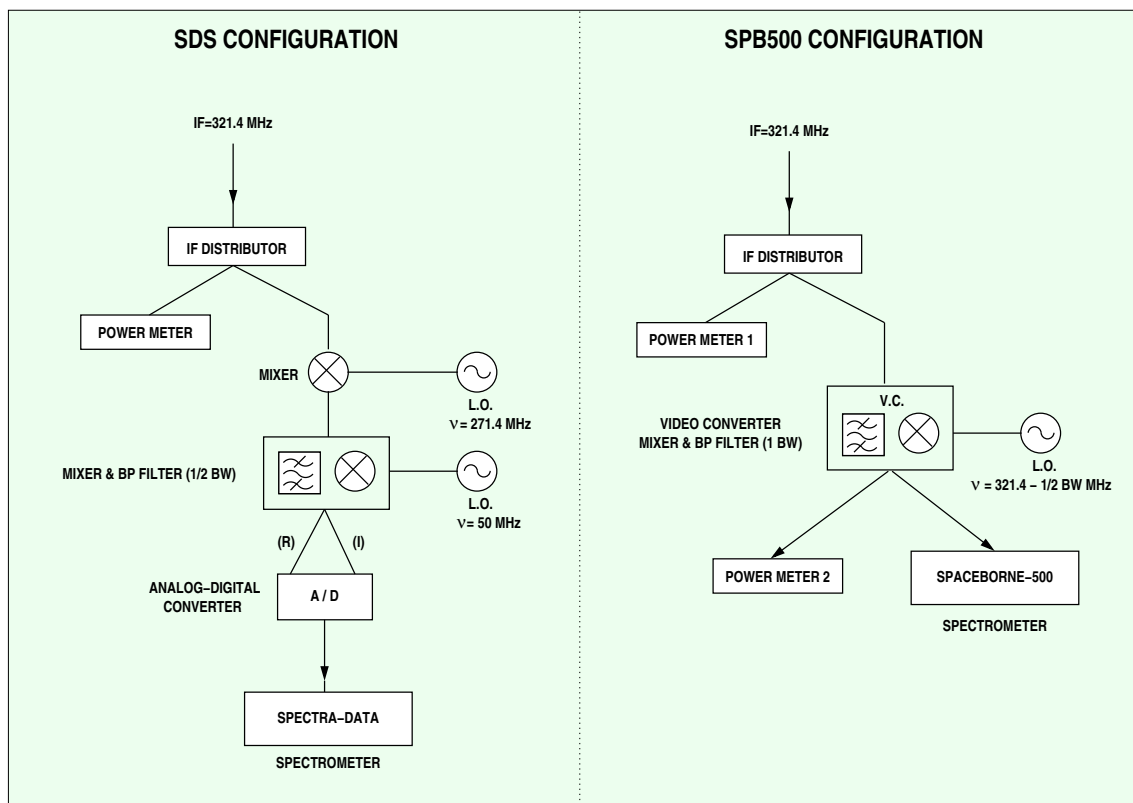 SDS CONFIGURATION
IF=321.4 MHz
IF DISTRIBUTOR
POWER METER
MIXER
L.O.
ν = 271.4 MHz
MIXER & BP FILTER (1/2 BW)
L.O.
ν = 50 MHz
(R)
(I)
ANALOG−DIGITAL
CONVERTER
A / D
SPECTRA−DATA
SPECTROMETER
SPB500 CONFIGURATION
IF=321.4 MHz
IF DISTRIBUTOR
POWER METER 1
V.C.
VIDEO CONVERTER
MIXER & BP FILTER (1 BW)
L.O.
ν = 321.4 − 1/2 BW MHz
POWER METER 2
SPACEBORNE−500
SPECTROMETER